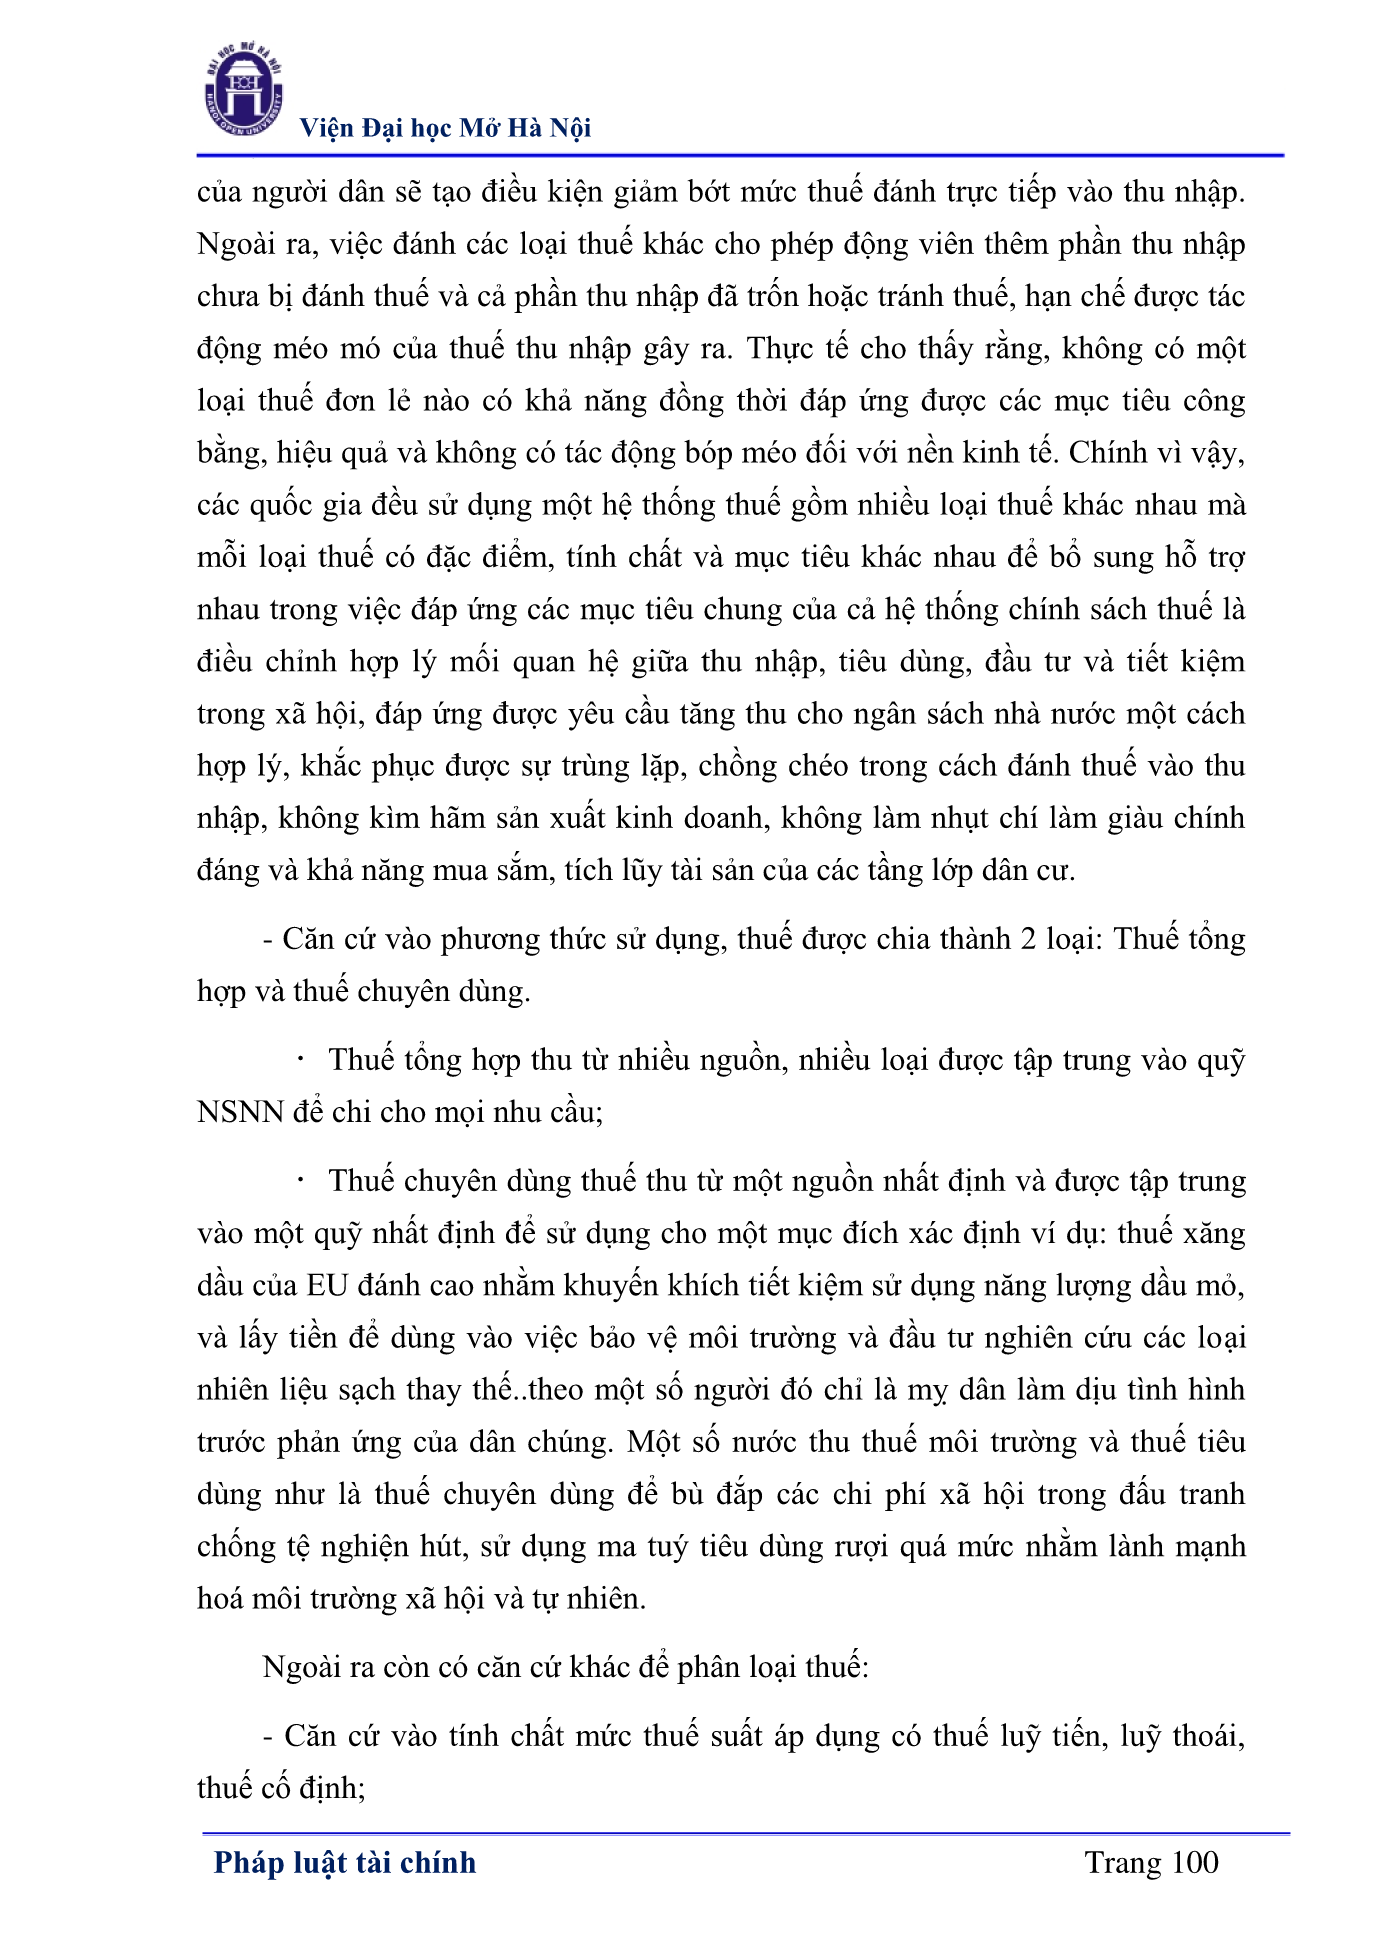 ĐẠI HỌC MỞ HÀ NỘI
HANOI OPEN UNIVERSITY
Viện Đại học Mở Hà Nội
của người dân sẽ tạo điều kiện giảm bớt mức thuế đánh trực tiếp vào thu nhập.
Ngoài ra, việc đánh các loại thuế khác cho phép động viên thêm phần thu nhập
chưa bị đánh thuế và cả phần thu nhập đã trốn hoặc tránh thuế, hạn chế được tác
động méo mó của thuế thu nhập gây ra. Thực tế cho thấy rằng, không có một
loại thuế đơn lẻ nào có khả năng đồng thời đáp ứng được các mục tiêu công
bằng, hiệu quả và không có tác động bóp méo đối với nền kinh tế. Chính vì vậy,
các quốc gia đều sử dụng một hệ thống thuế gồm nhiều loại thuế khác nhau mà
mỗi loại thuế có đặc điểm, tính chất và mục tiêu khác nhau để bổ sung hỗ trợ
nhau trong việc đáp ứng các mục tiêu chung của cả hệ thống chính sách thuế là
điều chỉnh hợp lý mối quan hệ giữa thu nhập, tiêu dùng, đầu tư và tiết kiệm
trong xã hội, đáp ứng được yêu cầu tăng thu cho ngân sách nhà nước một cách
hợp lý, khắc phục được sự trùng lặp, chồng chéo trong cách đánh thuế vào thu
nhập, không kìm hãm sản xuất kinh doanh, không làm nhụt chí làm giàu chính
đáng và khả năng mua sắm, tích lũy tài sản của các tầng lớp dân cư.
- Căn cứ vào phương thức sử dụng, thuế được chia thành 2 loại: Thuế tổng
hợp và thuế chuyên dùng.
· Thuế tổng hợp thu từ nhiều nguồn, nhiều loại được tập trung vào quỹ
NSNN để chi cho mọi nhu cầu;
· Thuế chuyên dùng thuế thu từ một nguồn nhất định và được tập trung
vào một quỹ nhất định để sử dụng cho một mục đích xác định ví dụ: thuế xăng
dầu của EU đánh cao nhằm khuyến khích tiết kiệm sử dụng năng lượng dầu mỏ,
và lấy tiền để dùng vào việc bảo vệ môi trường và đầu tư nghiên cứu các loại
nhiên liệu sạch thay thế..theo một số người đó chỉ là mỵ dân làm dịu tình hình
trước phản ứng của dân chúng. Một số nước thu thuế môi trường và thuế tiêu
dùng như là thuế chuyên dùng để bù đắp các chi phí xã hội trong đấu tranh
chống tệ nghiện hút, sử dụng ma tuý tiêu dùng rượi quá mức nhằm lành mạnh
hoá môi trường xã hội và tự nhiên.
Ngoài ra còn có căn cứ khác để phân loại thuế:
- Căn cứ vào tính chất mức thuế suất áp dụng có thuế luỹ tiến, luỹ thoái,
thuế cố định;
Pháp luật tài chính Trang 100